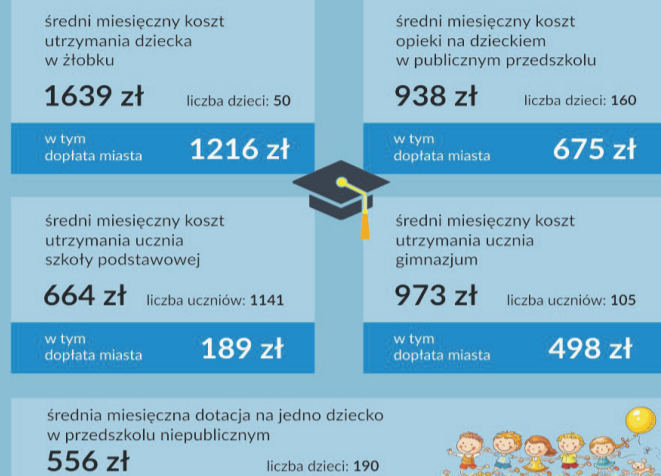 średni miesięczny koszt
utrzymania dziecka
w żłobku
1639 zł liczba dzieci: 50
w tym
dopłata miasta 1216 zł
średni miesięczny koszt
opieki na dzieckiem
w publicznym przedszkolu
938 zł liczba dzieci: 160
w tym
dopłata miasta 675 zł
średni miesięczny koszt
utrzymania ucznia
szkoły podstawowej
664 zł liczba uczniów: 1141
w tym
dopłata miasta 189 zł
średni miesięczny koszt
utrzymania ucznia
gimnazjum
973 zł liczba uczniów: 105
w tym
dopłata miasta 498 zł
średnia miesięczna dotacja na jedno dziecko
w przedszkolu niepublicznym
556 zł liczba dzieci: 190